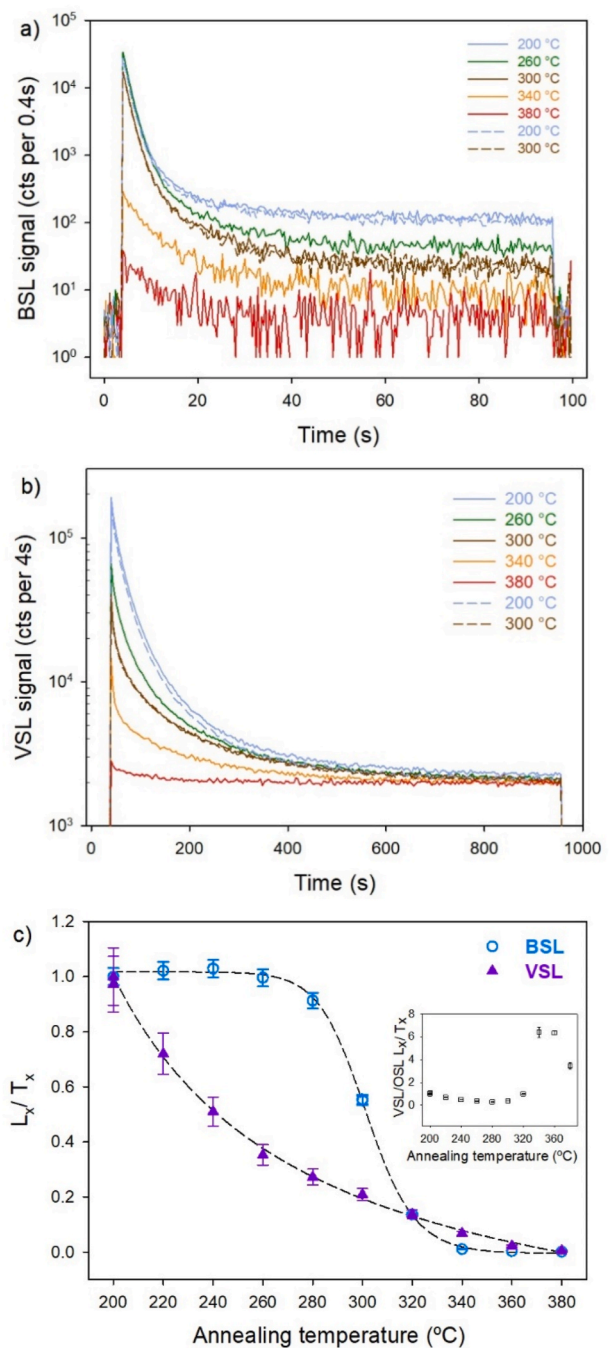 a)
BSL signal (cts per 0.4s)
10⁵
10⁴
10³
10²
10¹
10⁰
200 °C
260 °C
300 °C
340 °C
380 °C
200 °C
300 °C
0 20 40 60 80 100
Time (s)
b)
VSL signal (cts per 4s)
10⁵
10⁴
10³
200 °C
260 °C
300 °C
340 °C
380 °C
200 °C
300 °C
0 200 400 600 800 1000
Time (s)
c)
Lₓ/ Tₓ
1.2
1.0
0.8
0.6
0.4
0.2
0.0
BSL
VSL
VSL/OSL Lₓ/ Tₓ
8
6
4
2
0
200 240 280 320 360
Annealing temperature (ºC)
200 220 240 260 280 300 320 340 360 380
Annealing temperature (ºC)